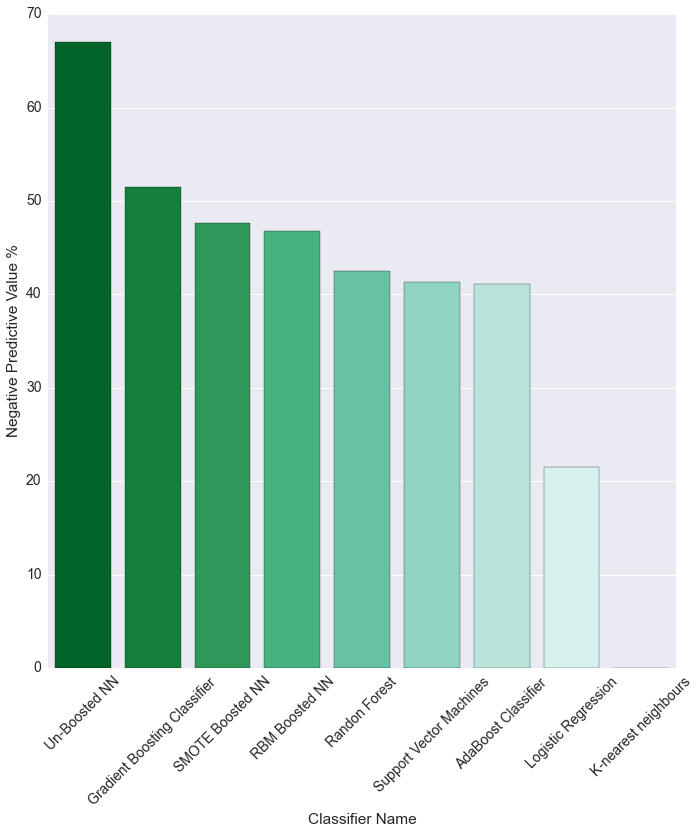 70
60
50
40
30
20
10
0
Negative Predictive Value %
Un-Boosted NN
Gradient Boosting Classifier
SMOTE Boosted NN
RBM Boosted NN
Randon Forest
Support Vector Machines
AdaBoost Classifier
Logistic Regression
K-nearest neighbours
Classifier Name